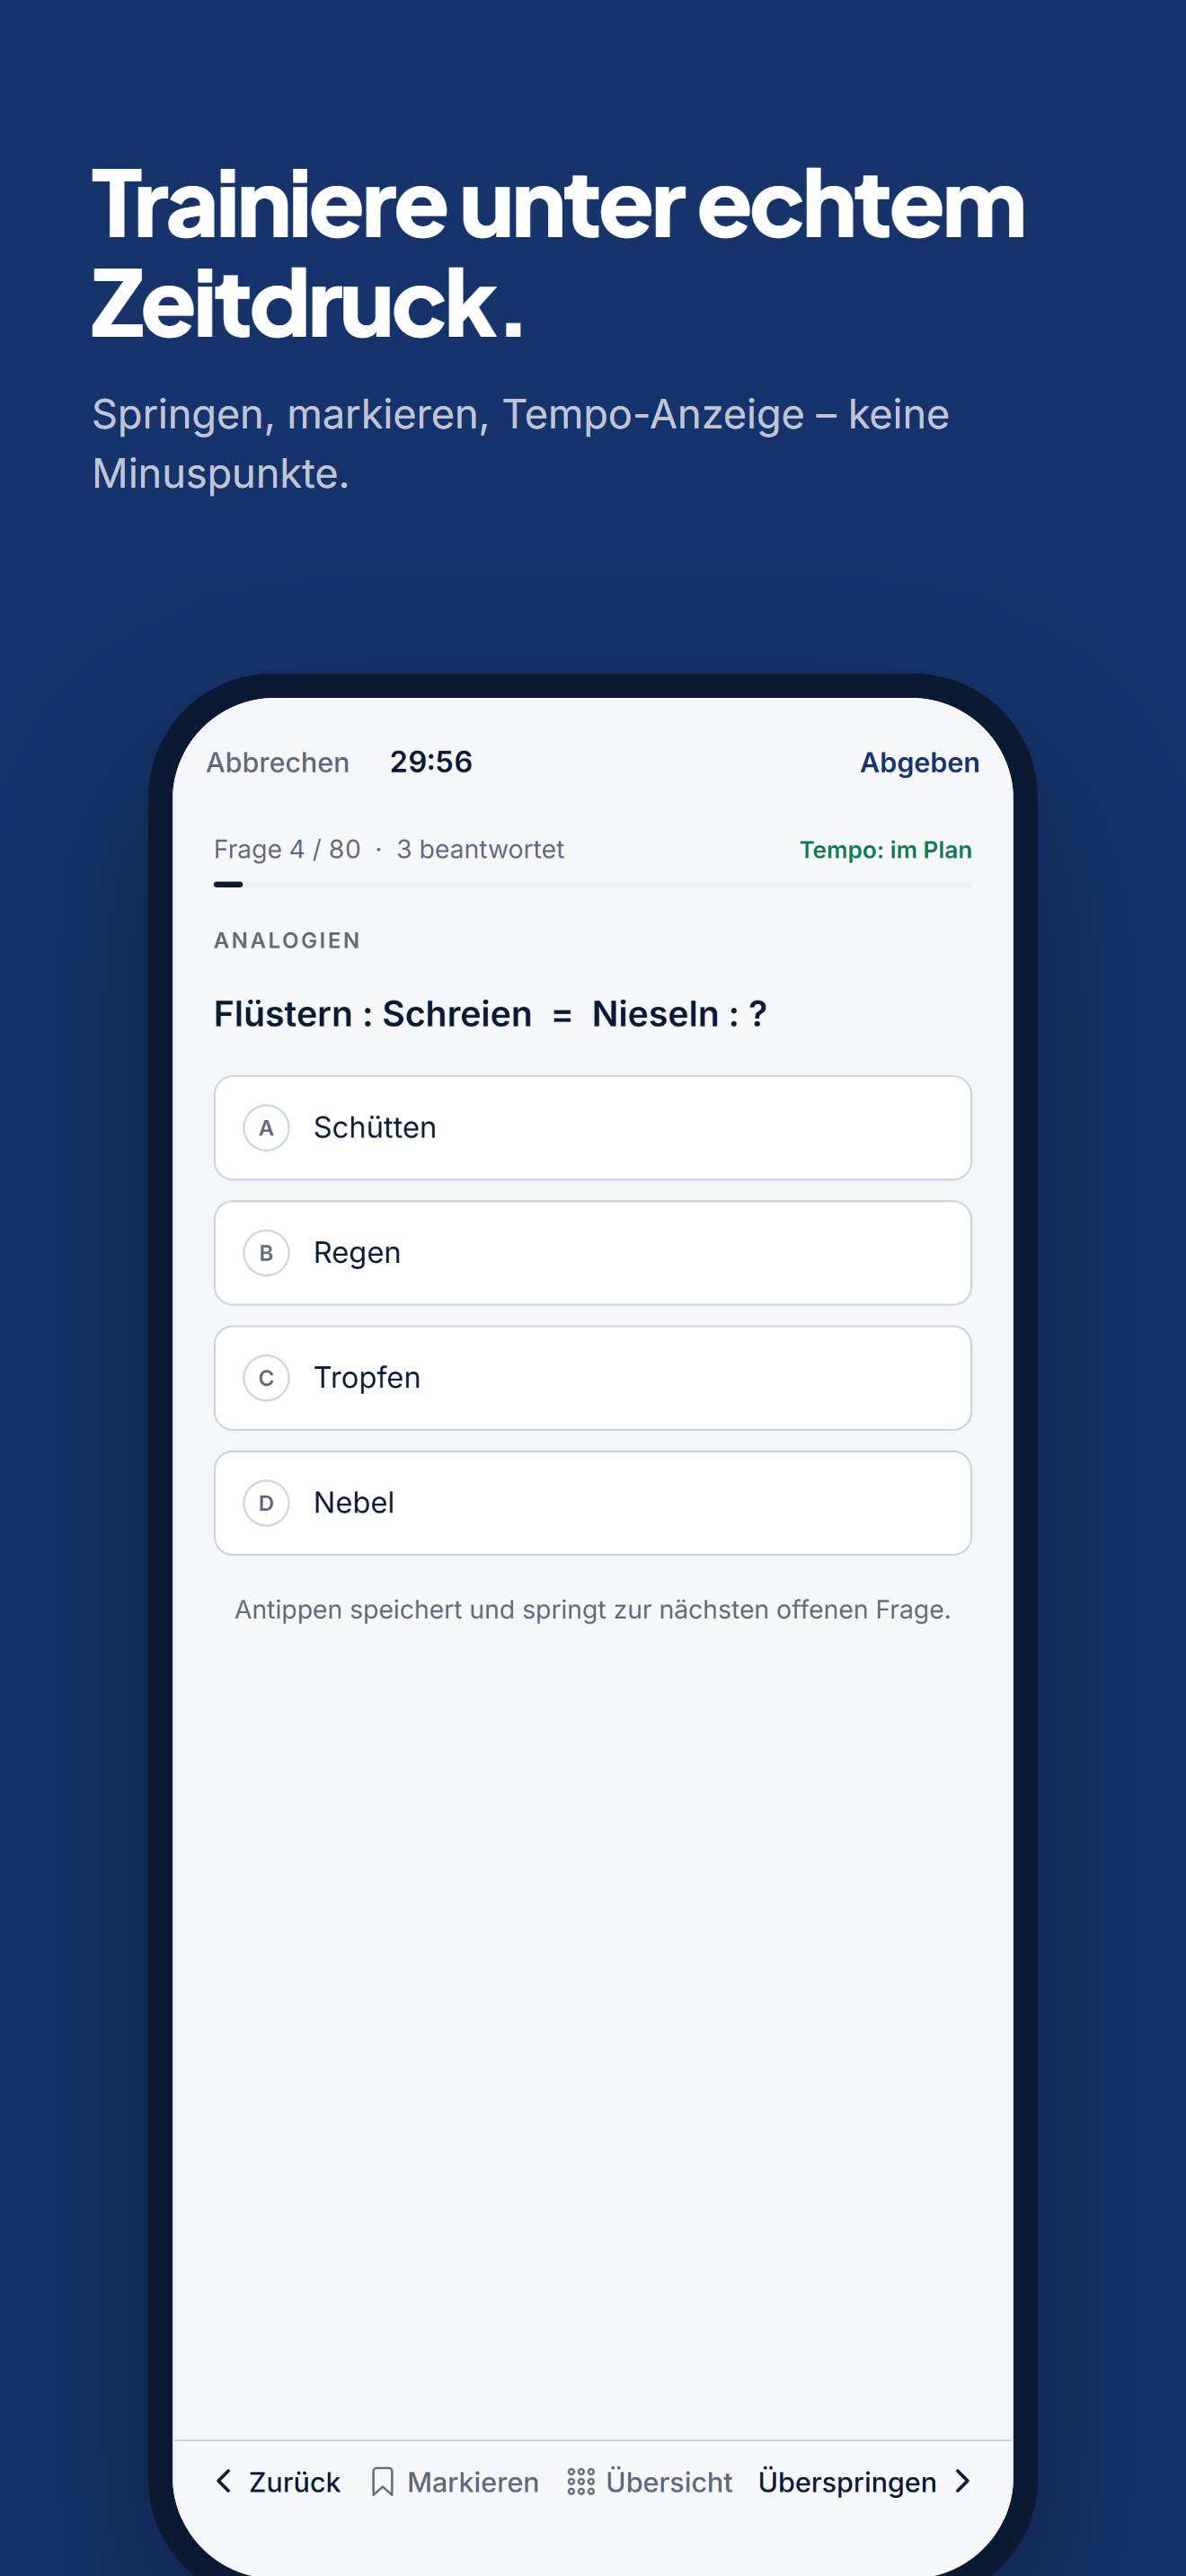 Trainiere unter echtem
Zeitdruck.
Springen, markieren, Tempo-Anzeige – keine
Minuspunkte.
Abbrechen 29:56 Abgeben
Frage 4 / 80 · 3 beantwortet Tempo: im Plan
ANALOGIEN
Flüstern : Schreien = Nieseln : ?
A Schütten
B Regen
C Tropfen
D Nebel
Antippen speichert und springt zur nächsten offenen Frage.
Zurück Markieren Übersicht Überspringen